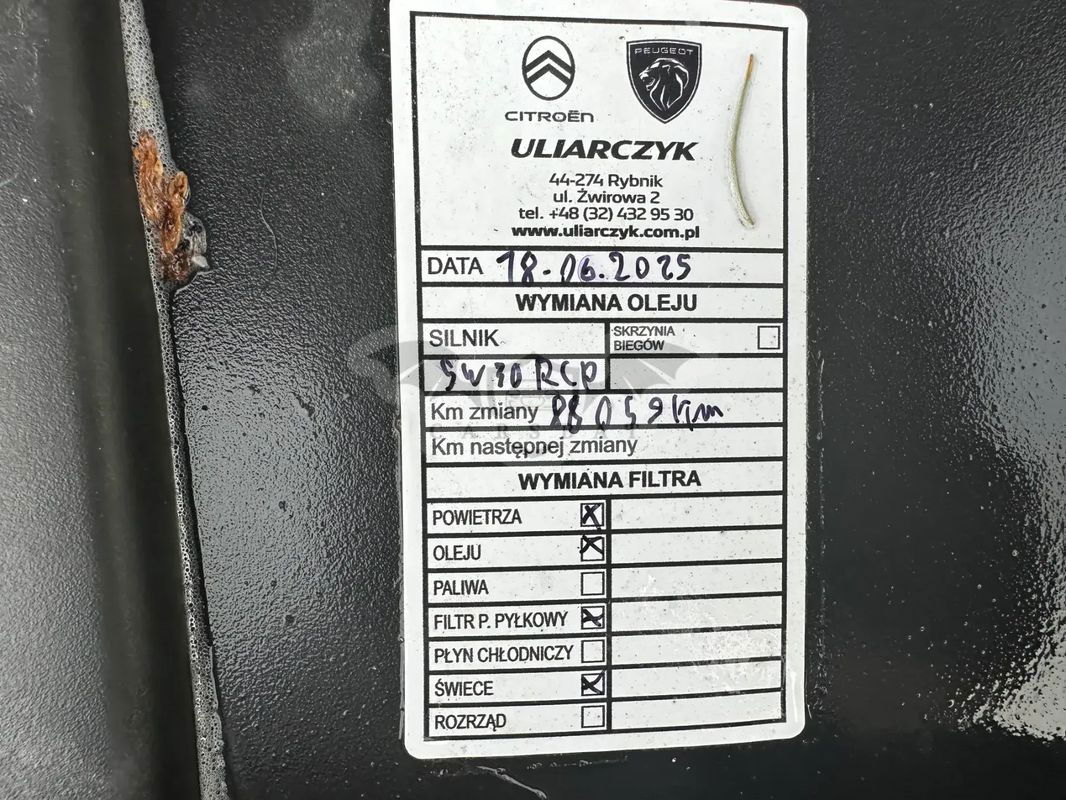 CITROËN PEUGEOT
ULIARCZYK
44-274 Rybnik
ul. Żwirowa 2
tel. +48 (32) 432 95 30
www.uliarczyk.com.pl
DATA 18-06.2025
WYMIANA OLEJU
SILNIK SKRZYNIA BIEGÓW
5W30 RCP
Km zmiany 88059km
Km następnej zmiany
WYMIANA FILTRA
POWIETRZA X
OLEJU X
PALIWA
FILTR P. PYŁKOWY X
PŁYN CHŁODNICZY
ŚWIECE X
ROZRZĄD